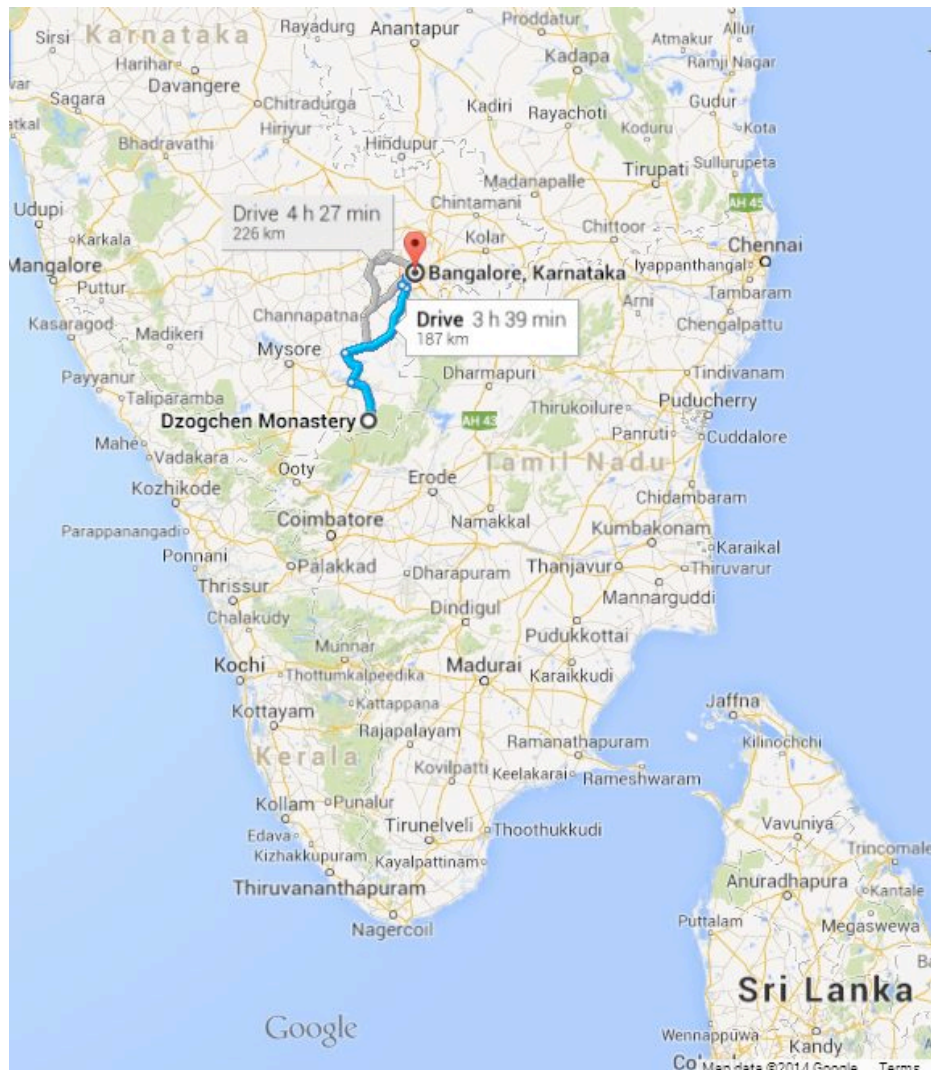 Rayadurg
Anantapur
Proddatur
Allur
Sirsi
Karnataka
Kadapa
Atmakur
Harihar
Ramji Nagar
Davangere
Sagara
Chitradurga
Kadiri
Rayachoti
Gudur
Hiriyur
Koduru
Kota
Bhadravathi
Hindupur
Tirupati
Sullurupeta
Madanapalle
Udupi
Drive 4 h 27 min
226 km
Chintamani
Chittoor
AH 45
Karkala
Kolar
Chennai
Mangalore
Bangalore, Karnataka
Iyappanthangal
Puttur
Tambaram
Arni
Kasaragod
Channapatna
Drive 3 h 39 min
187 km
Chengalpattu
Madikeri
Mysore
Payyanur
Dharmapuri
Tindivanam
Taliparamba
Thirukoilure
Puducherry
Dzogchen Monastery
AH 43
Panruti
Mahe
Cuddalore
Vadakara
Ooty
Tamil Nadu
Kozhikode
Erode
Chidambaram
Coimbatore
Namakkal
Kumbakonam
Parappanangadi
Karaikal
Ponnani
Palakkad
Dharapuram
Thanjavur
Thiruvarur
Thrissur
Mannarguddi
Chalakudy
Dindigul
Pudukkottai
Munnar
Kochi
Thottumkalpeedika
Madurai
Karaikkudi
Kottayam
Kattappana
Jaffna
Rajapalayam
Ramanathapuram
Kilinochchi
Kerala
Kovilpatti
Keelakarai
Rameshwaram
Kollam
Punalur
Tirunelveli
Thoothukkudi
Vavuniya
Edava
Kizhakkupuram
Kayalpattinam
Trincomale
Thiruvananthapuram
Anuradhapura
Kantale
Nagercoil
Puttalam
Megaswewa
Sri Lanka
Google
Wennappuwa
Kandy
Map data ©2014 Google
Terms